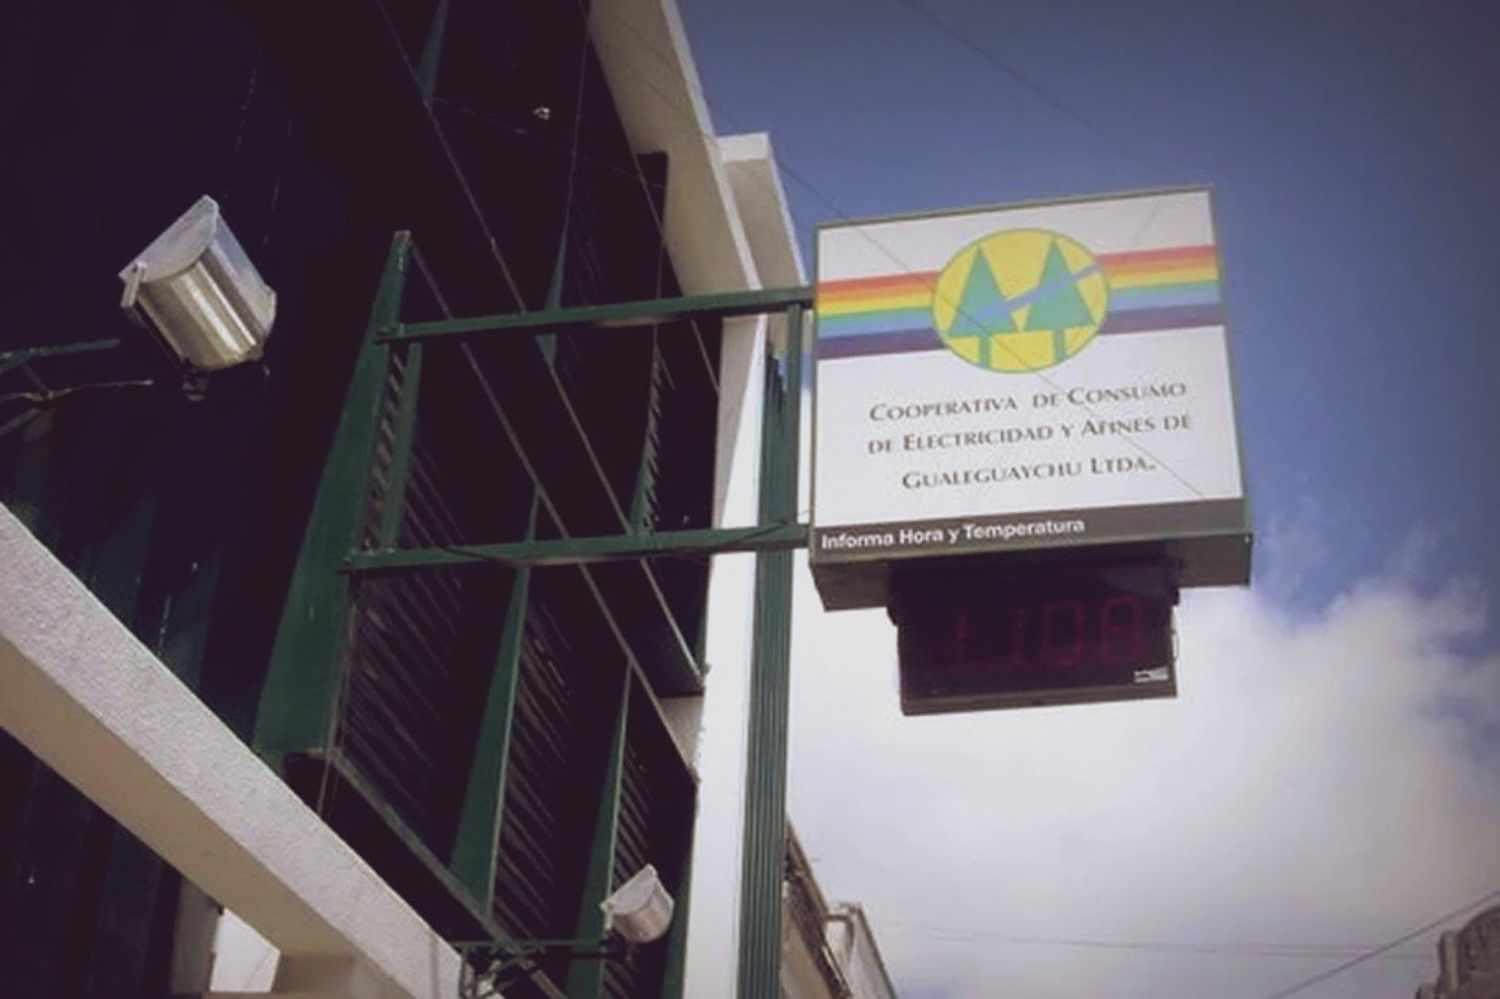 Cooperativa de Consumo
de Electricidad y Afines de
Gualeguaychu Ltda.
Informa Hora y Temperatura